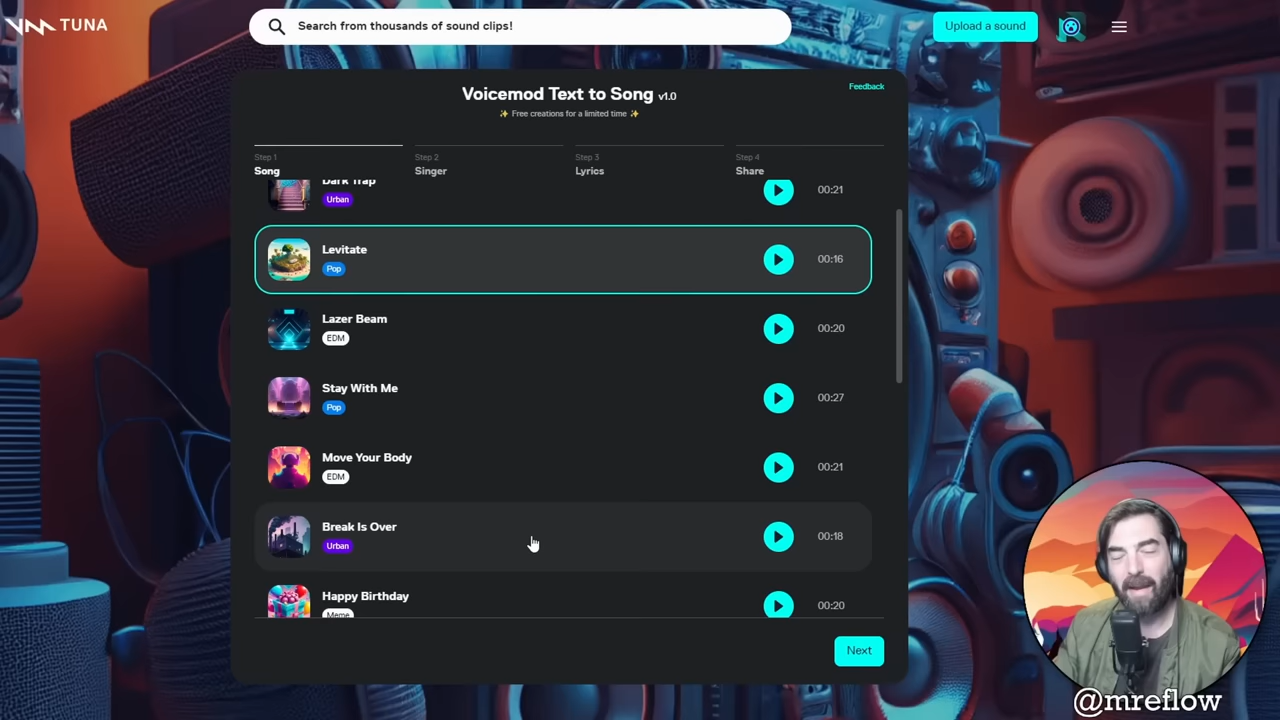 TUNA
Search from thousands of sound clips!
Upload a sound
Feedback
Voicemod Text to Song v1.0
✨ Free creations for a limited time ✨
Step 1
Song
Step 2
Singer
Step 3
Lyrics
Step 4
Share
Dark Trap
Urban
00:21
Levitate
Pop
00:16
Lazer Beam
EDM
00:20
Stay With Me
Pop
00:27
Move Your Body
EDM
00:21
Break Is Over
Urban
00:18
Happy Birthday
Meme
00:20
Next
@mreflow